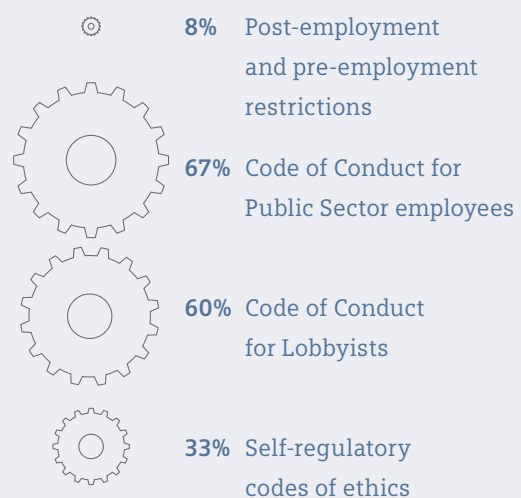 8% Post-employment
and pre-employment
restrictions
67% Code of Conduct for
Public Sector employees
60% Code of Conduct
for Lobbyists
33% Self-regulatory
codes of ethics